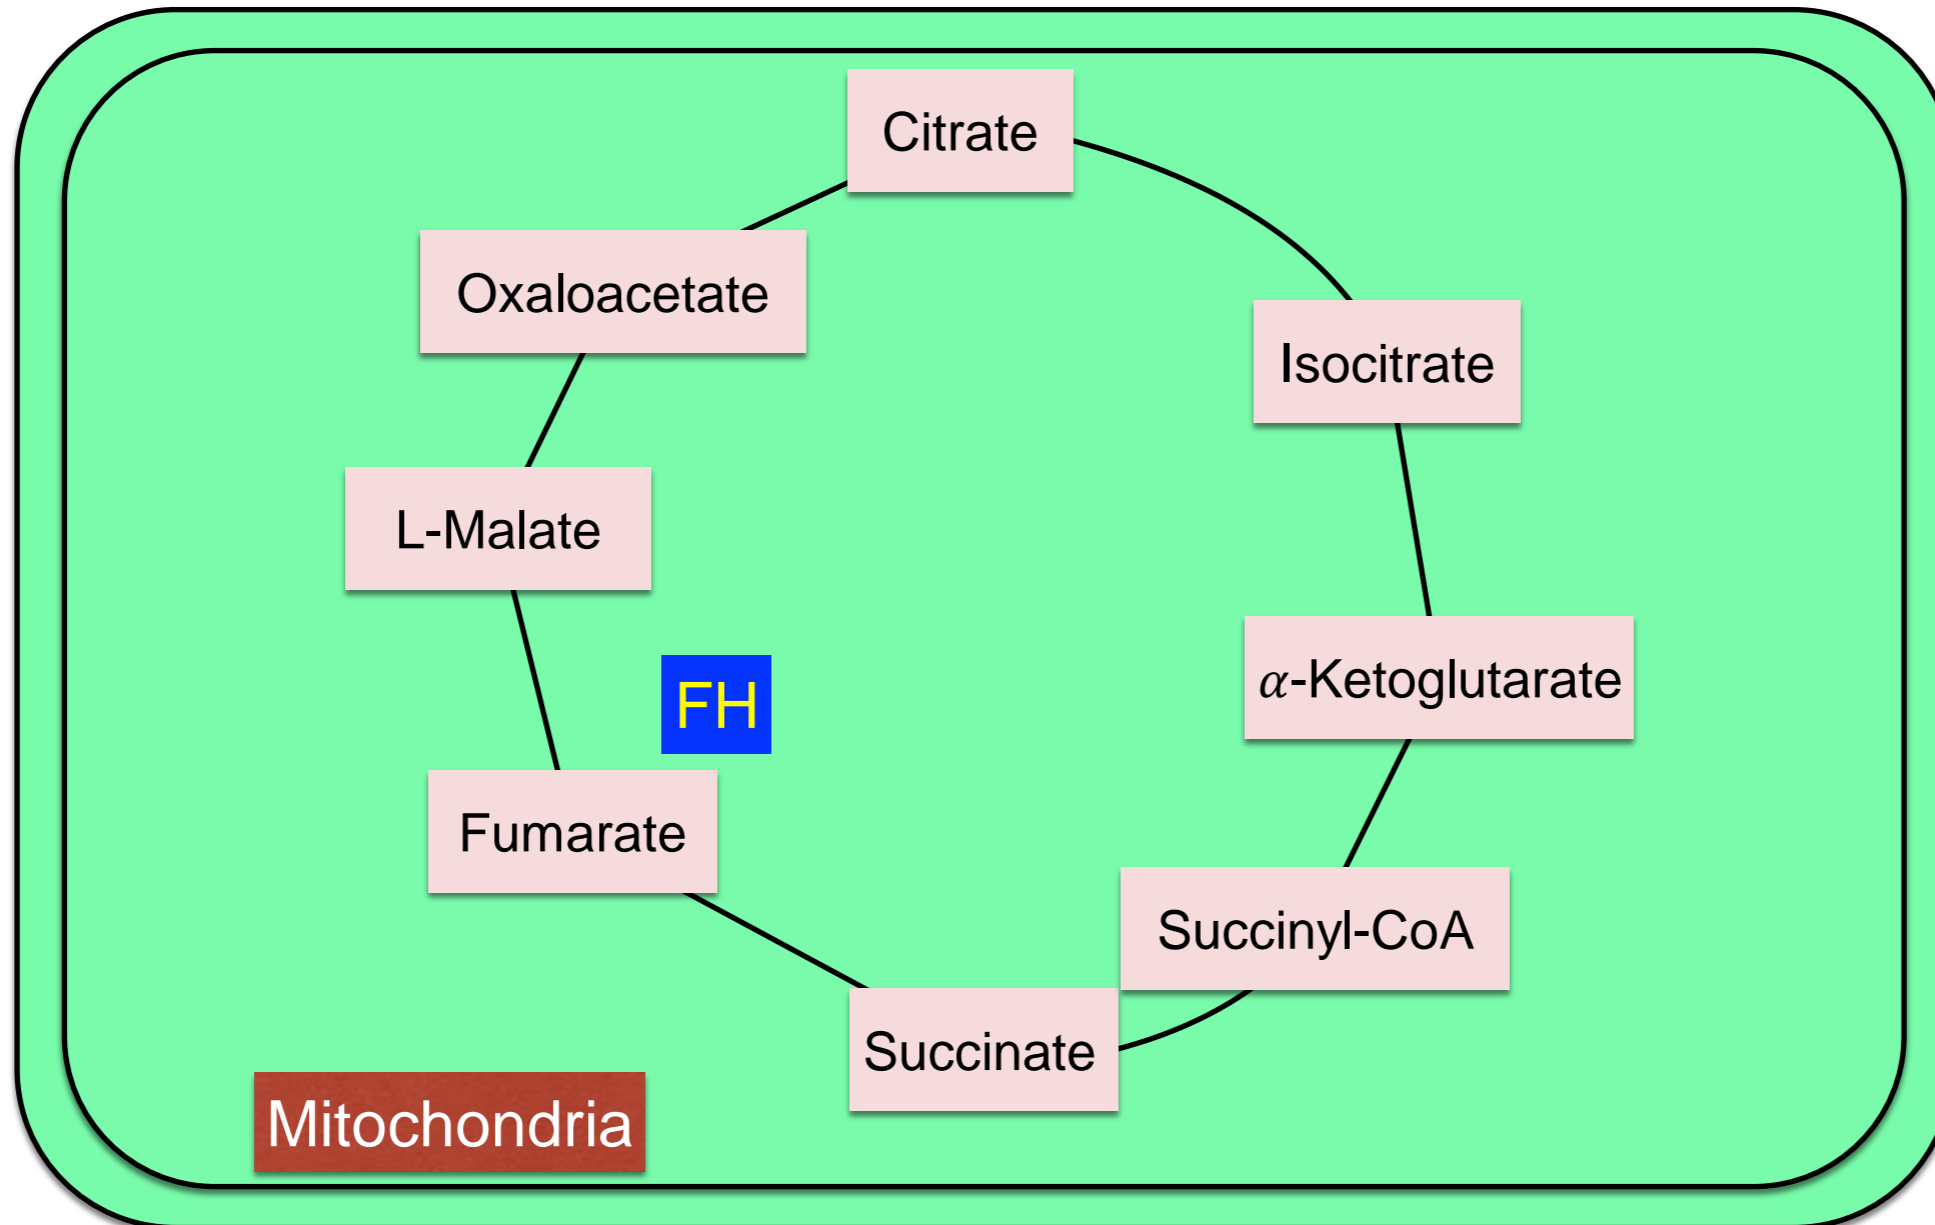 Citrate
Oxaloacetate
Isocitrate
L-Malate
α-Ketoglutarate
FH
Fumarate
Succinyl-CoA
Succinate
Mitochondria